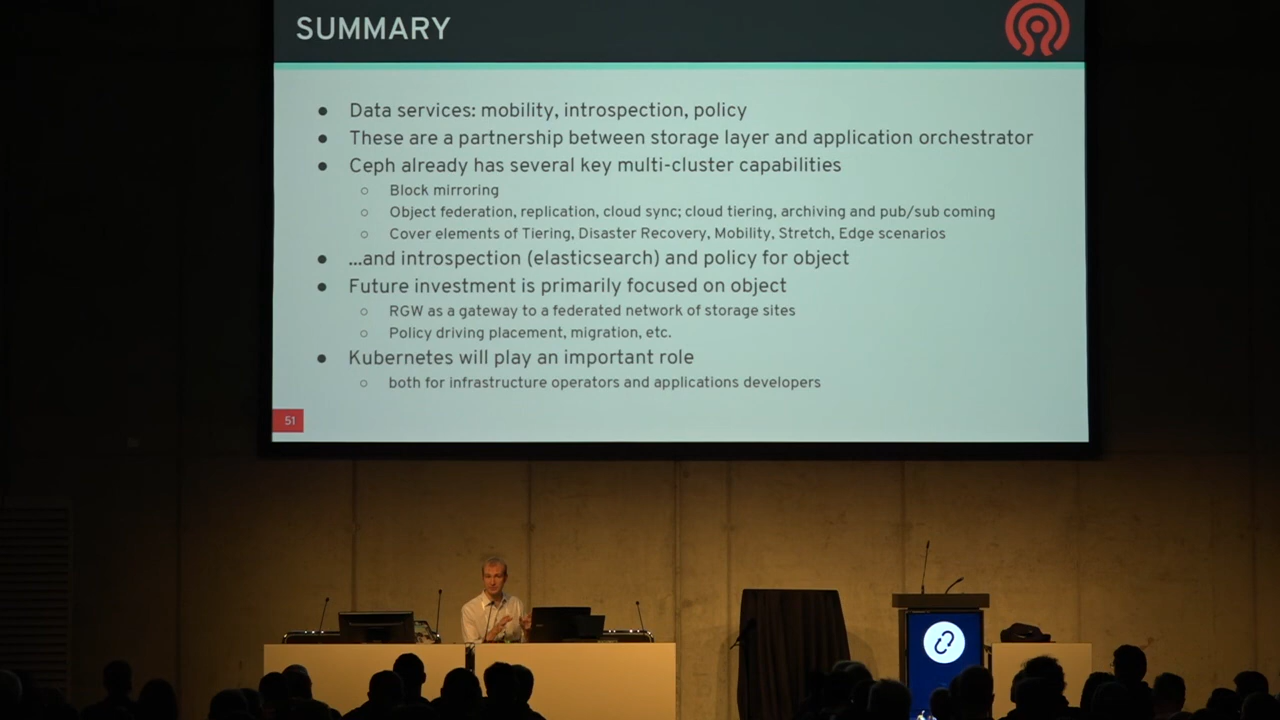 SUMMARY
● Data services: mobility, introspection, policy
● These are a partnership between storage layer and application orchestrator
● Ceph already has several key multi-cluster capabilities
○ Block mirroring
○ Object federation, replication, cloud sync; cloud tiering, archiving and pub/sub coming
○ Cover elements of Tiering, Disaster Recovery, Mobility, Stretch, Edge scenarios
● ...and introspection (elasticsearch) and policy for object
● Future investment is primarily focused on object
○ RGW as a gateway to a federated network of storage sites
○ Policy driving placement, migration, etc.
● Kubernetes will play an important role
○ both for infrastructure operators and applications developers
51